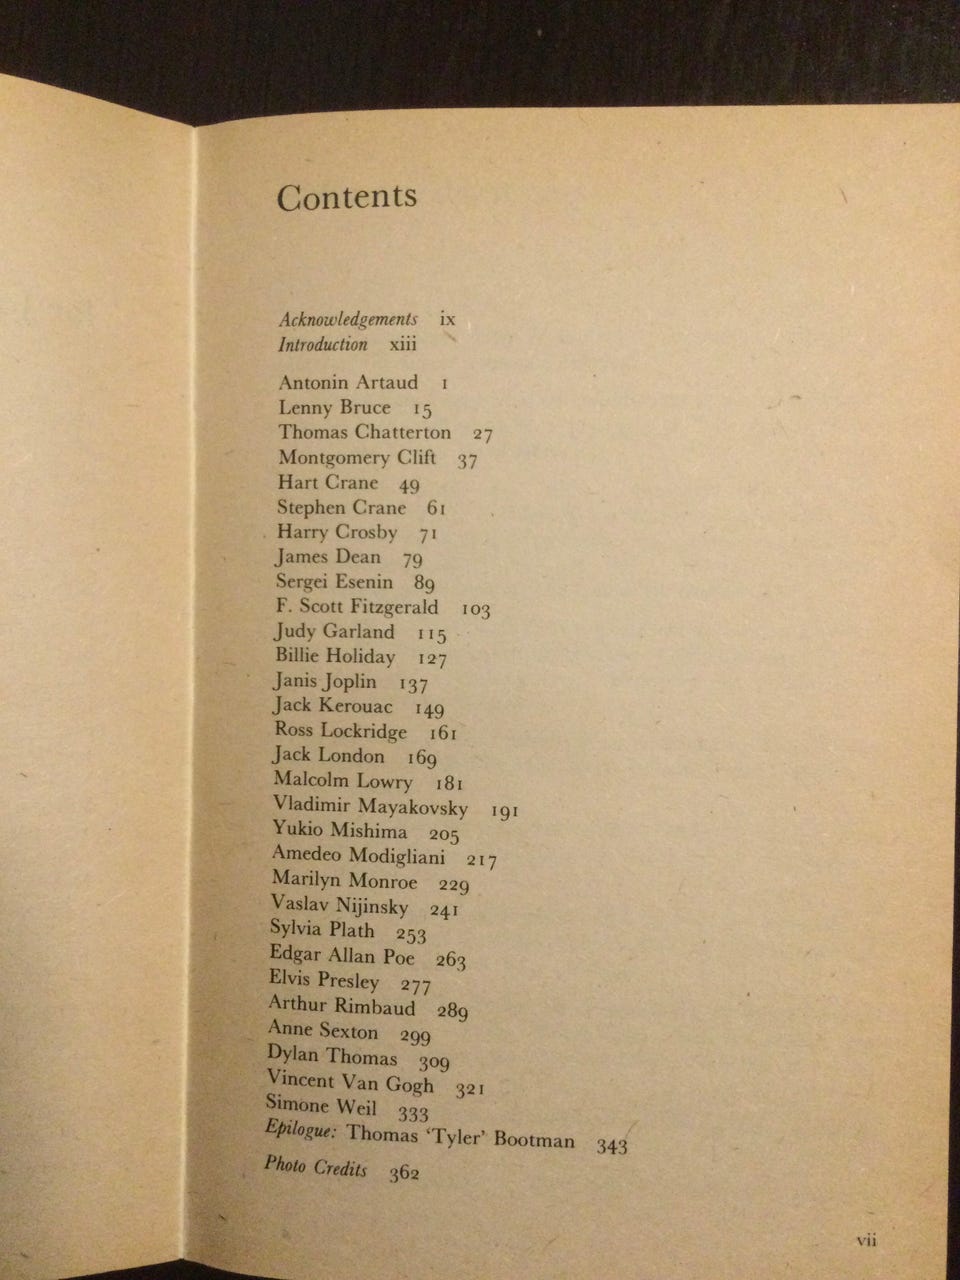 Contents
Acknowledgements ix
Introduction xiii
Antonin Artaud 1
Lenny Bruce 15
Thomas Chatterton 27
Montgomery Clift 37
Hart Crane 49
Stephen Crane 61
Harry Crosby 71
James Dean 79
Sergei Esenin 89
F. Scott Fitzgerald 103
Judy Garland 115
Billie Holiday 127
Janis Joplin 137
Jack Kerouac 149
Ross Lockridge 161
Jack London 169
Malcolm Lowry 181
Vladimir Mayakovsky 191
Yukio Mishima 205
Amedeo Modigliani 217
Marilyn Monroe 229
Vaslav Nijinsky 241
Sylvia Plath 253
Edgar Allan Poe 263
Elvis Presley 277
Arthur Rimbaud 289
Anne Sexton 299
Dylan Thomas 309
Vincent Van Gogh 321
Simone Weil 333
Epilogue: Thomas ‘Tyler’ Bootman 343
Photo Credits 362
vii